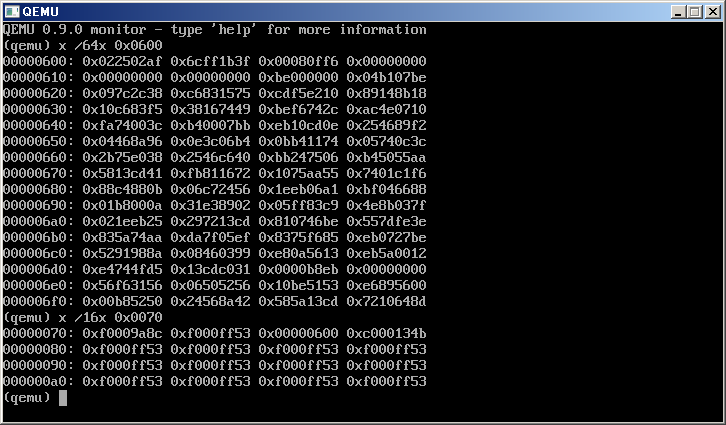 QEMU
QEMU 0.9.0 monitor - type 'help' for more information
(qemu) x /64x 0x0600
00000600: 0x022502af 0x6cff1b3f 0x00080ff6 0x00000000
00000610: 0x00000000 0x00000000 0xbe000000 0x04b107be
00000620: 0x097c2c38 0xc6831575 0xcdf5e210 0x89148b18
00000630: 0x10c683f5 0x38167449 0xbef6742c 0xac4e0710
00000640: 0xfa74003c 0xb40007bb 0xeb10cd0e 0x254689f2
00000650: 0x04468a96 0x0e3c06b4 0x0bb41174 0x05740c3c
00000660: 0x2b75e038 0x2546c640 0xbb247506 0xb45055aa
00000670: 0x5813cd41 0xfb811672 0x1075aa55 0x7401c1f6
00000680: 0x88c4880b 0x06c72456 0x1eeb06a1 0xbf046688
00000690: 0x01b8000a 0x31e38902 0x05ff83c9 0x4e8b037f
000006a0: 0x021eeb25 0x297213cd 0x810746be 0x557dfe3e
000006b0: 0x835a74aa 0xda7f05ef 0x8375f685 0xeb0727be
000006c0: 0x5291988a 0x08460399 0xe80a5613 0xeb5a0012
000006d0: 0xe4744fd5 0x13cdc031 0x0000b8eb 0x00000000
000006e0: 0x56f63156 0x06505256 0x10be5153 0xe6895600
000006f0: 0x00b85250 0x24568a42 0x585a13cd 0x7210648d
(qemu) x /16x 0x0070
00000070: 0xf0009a8c 0xf000ff53 0x00000600 0xc000134b
00000080: 0xf000ff53 0xf000ff53 0xf000ff53 0xf000ff53
00000090: 0xf000ff53 0xf000ff53 0xf000ff53 0xf000ff53
000000a0: 0xf000ff53 0xf000ff53 0xf000ff53 0xf000ff53
(qemu)